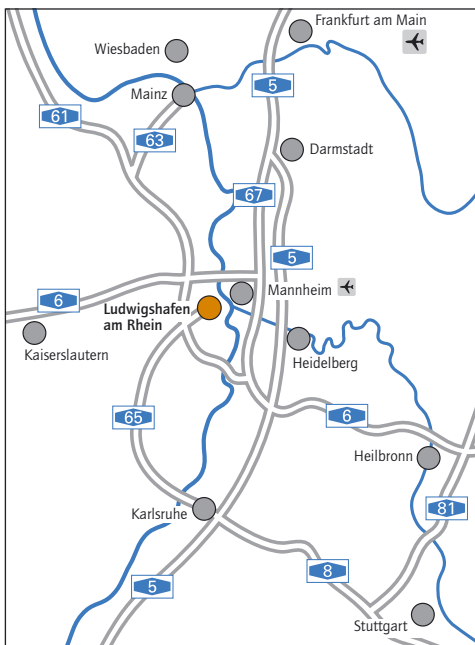 Frankfurt am Main
Wiesbaden
5
Mainz
61
63
Darmstadt
67
5
6
Mannheim
Ludwigshafen
am Rhein
Kaiserslautern
Heidelberg
65
6
Heilbronn
Karlsruhe
81
8
5
Stuttgart